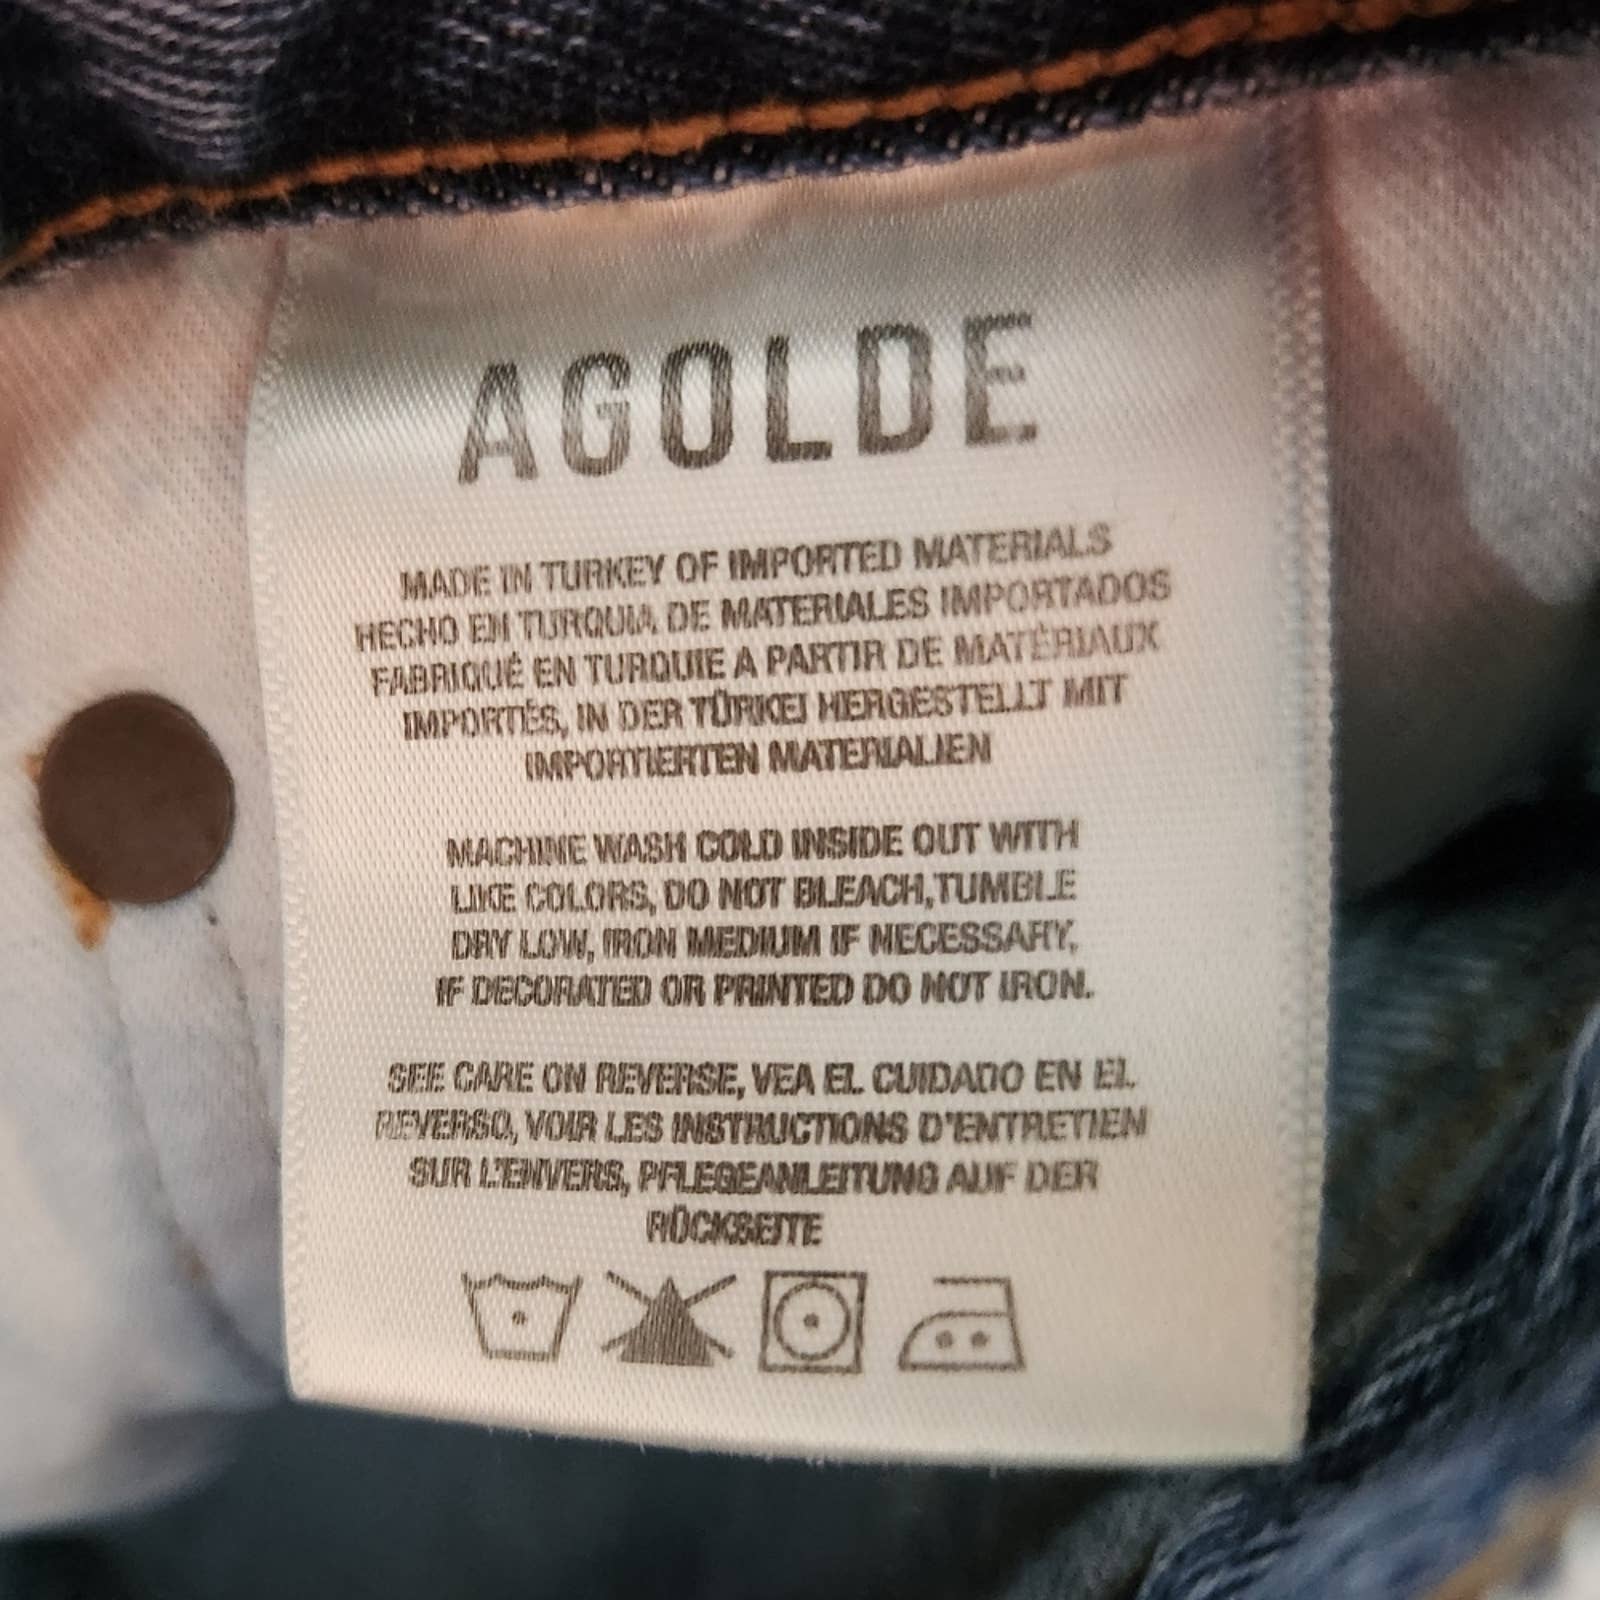 AGOLDE
MADE IN TURKEY OF IMPORTED MATERIALS
HECHO EN TURQUIA DE MATERIALES IMPORTADOS
FABRIQUÉ EN TURQUIE A PARTIR DE MATÉRIAUX
IMPORTÉS, IN DER TÜRKEI HERGESTELLT MIT
IMPORTIERTEN MATERIALIEN
MACHINE WASH COLD INSIDE OUT WITH
LIKE COLORS, DO NOT BLEACH,TUMBLE
DRY LOW, IRON MEDIUM IF NECESSARY,
IF DECORATED OR PRINTED DO NOT IRON.
SEE CARE ON REVERSE, VEA EL CUIDADO EN EL
REVERSO, VOIR LES INSTRUCTIONS D'ENTRETIEN
SUR L'ENVERS, PFLEGEANLEITUNG AUF DER
RÜCKSEITE